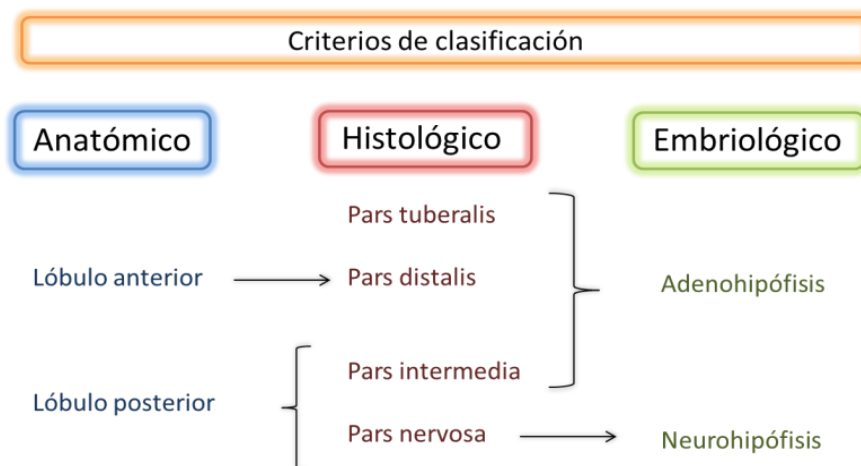 Criterios de clasificación
Anatómico
Histológico
Embriológico
Pars tuberalis
Lóbulo anterior
Pars distalis
Adenohipófisis
Pars intermedia
Lóbulo posterior
Pars nervosa
Neurohipófisis